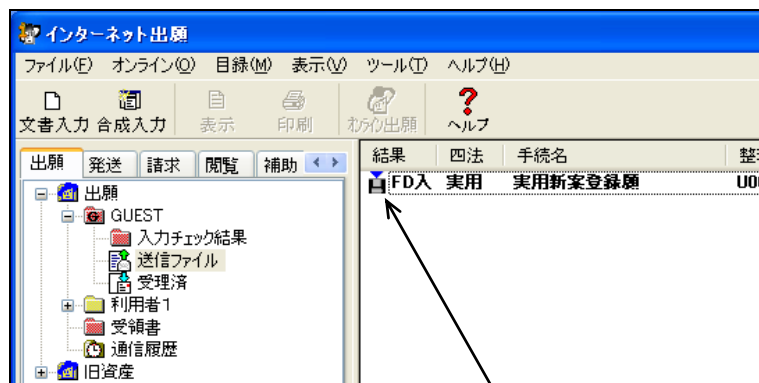 インターネット出願
ファイル(F) オンライン(O) 目録(M) 表示(V) ツール(T) ヘルプ(H)
文書入力 合成入力 表示 印刷 オンライン出願 ヘルプ
出願 発送 請求 閲覧 補助
結果 四法 手続名 整
FD入 実用 実用新案登録願 U00
出願
GUEST
入力チェック結果
送信ファイル
受理済
利用者1
受領書
通信履歴
旧資産